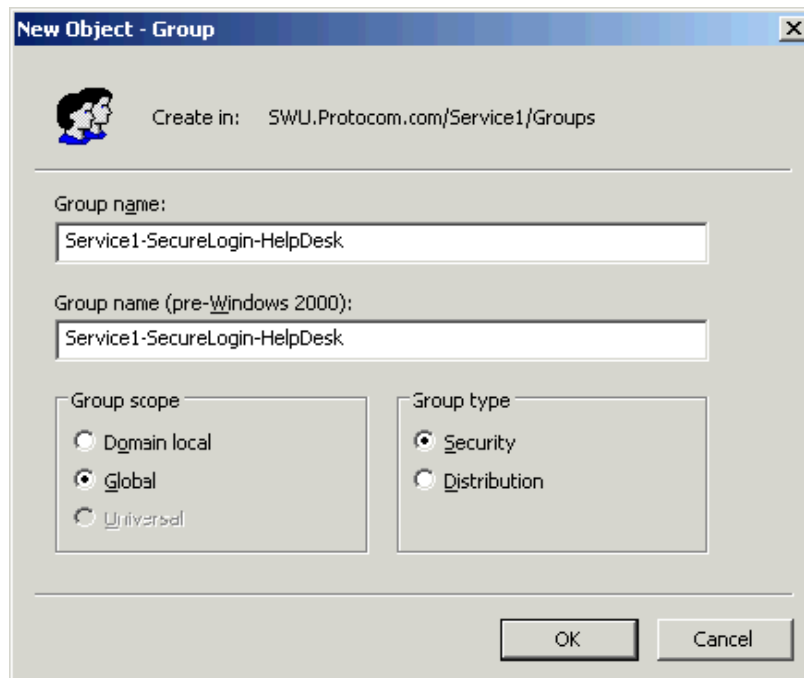 New Object - Group
Create in: SWU.Protocom.com/Service1/Groups
Group name:
Service1-SecureLogin-HelpDesk
Group name (pre-Windows 2000):
Service1-SecureLogin-HelpDesk
Group scope
Domain local
Global
Universal
Group type
Security
Distribution
OK
Cancel